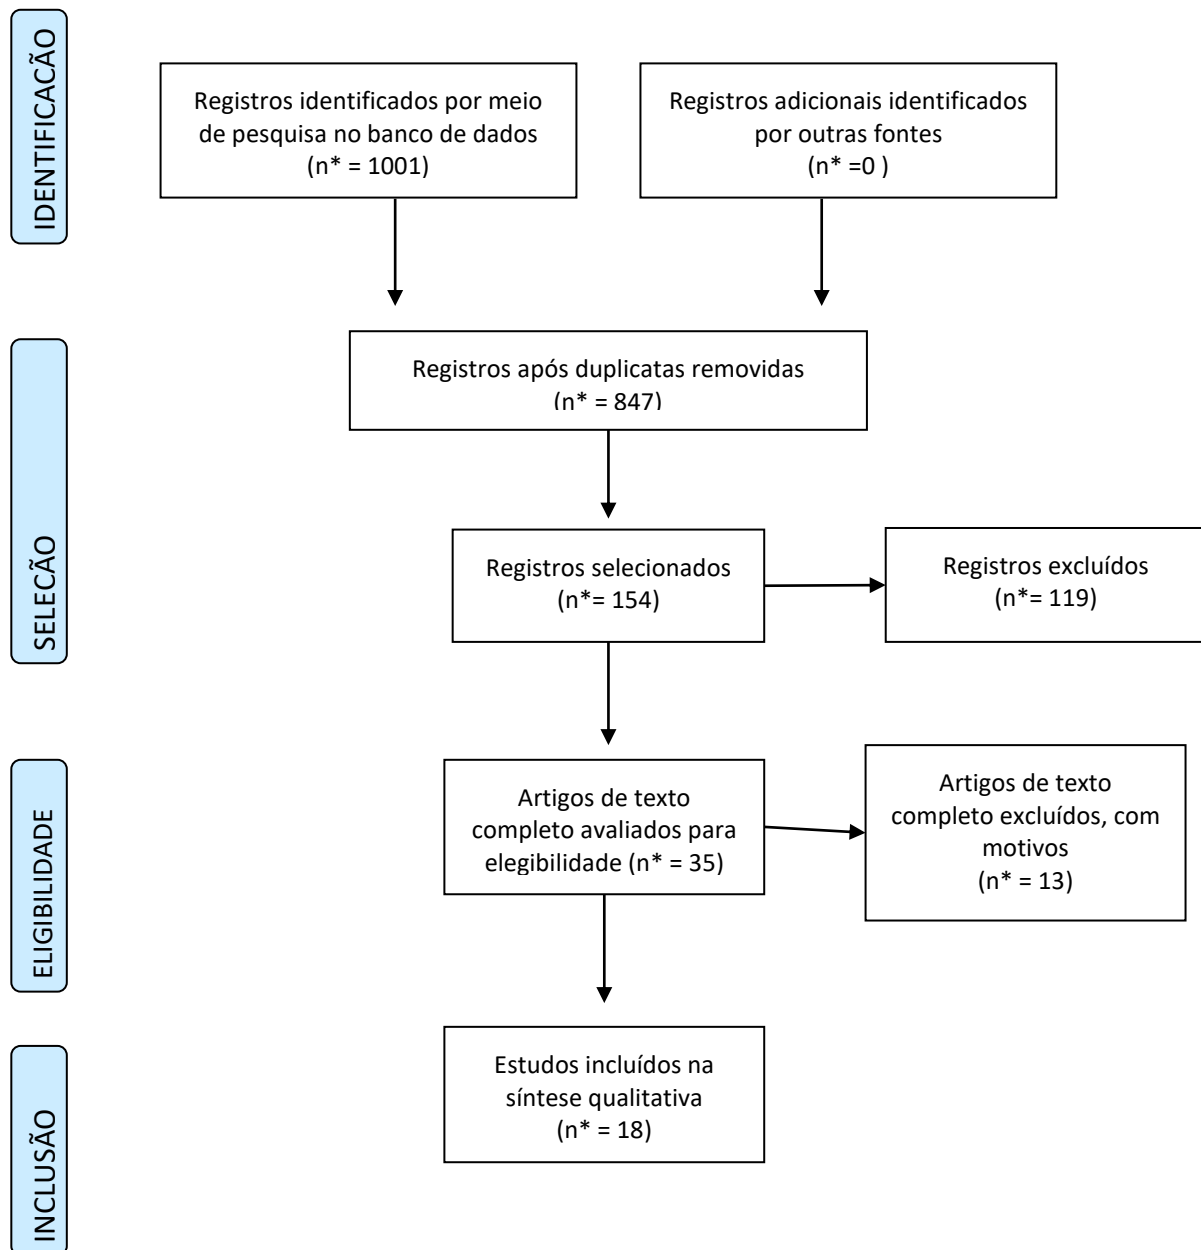 IDENTIFICAÇÃO
Registros identificados por meio
de pesquisa no banco de dados
(n* = 1001)
Registros adicionais identificados
por outras fontes
(n* =0 )
Registros após duplicatas removidas
(n* = 847)
SELEÇÃO
Registros selecionados
(n*= 154)
Registros excluídos
(n*= 119)
ELIGIBILIDADE
Artigos de texto
completo avaliados para
elegibilidade (n* = 35)
Artigos de texto
completo excluídos, com
motivos
(n* = 13)
INCLUSÃO
Estudos incluídos na
síntese qualitativa
(n* = 18)